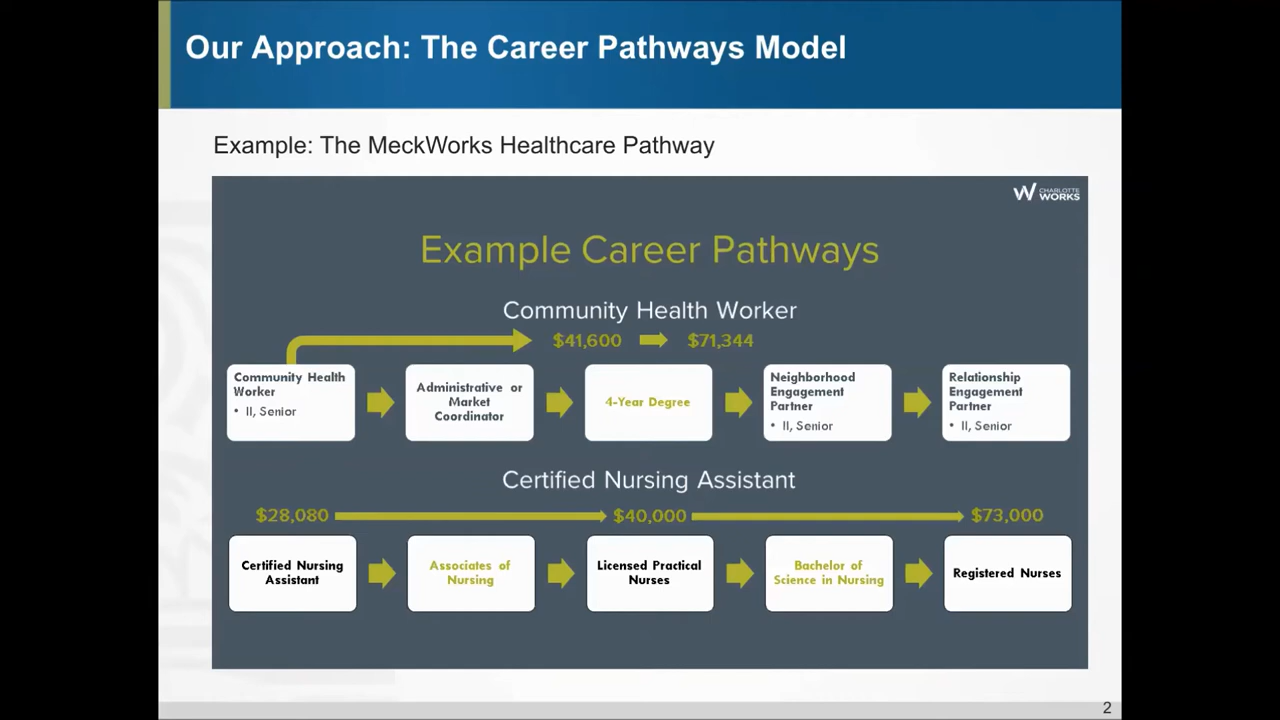 Our Approach: The Career Pathways Model
Example: The MeckWorks Healthcare Pathway
W CHARLOTTE
WORKS
Example Career Pathways
Community Health Worker
$41,600 $71,344
Community Health
Worker
• II, Senior
Administrative or
Market
Coordinator
4-Year Degree
Neighborhood
Engagement
Partner
• II, Senior
Relationship
Engagement
Partner
• II, Senior
Certified Nursing Assistant
$28,080 $40,000 $73,000
Certified Nursing
Assistant
Associates of
Nursing
Licensed Practical
Nurses
Bachelor of
Science in Nursing
Registered Nurses
2